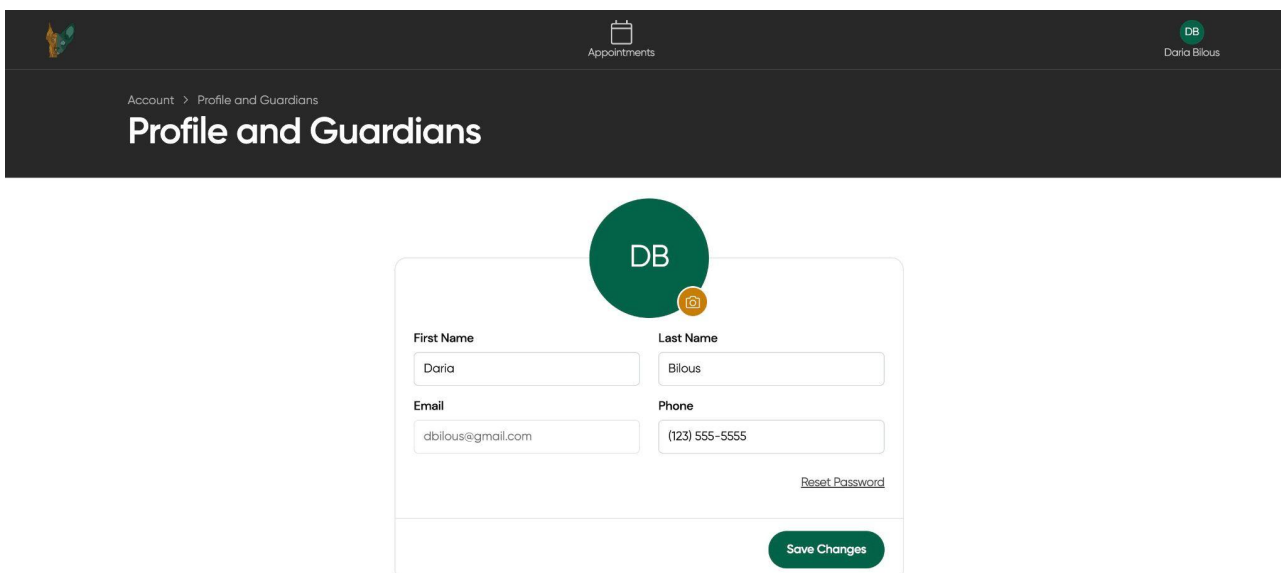 Appointments
DB
Daria Bilous
Account > Profile and Guardians
Profile and Guardians
DB
First Name
Last Name
Daria
Bilous
Email
Phone
dbilous@gmail.com
(123) 555-5555
Reset Password
Save Changes